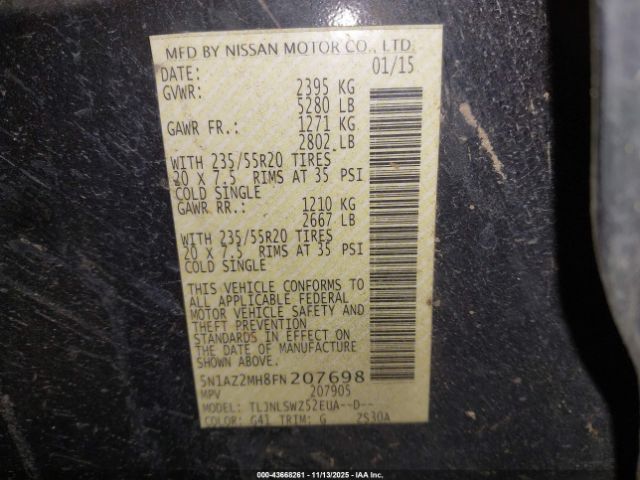 MFD BY NISSAN MOTOR CO., LTD.
DATE: 01/15
GVWR: 2395 KG
5280 LB
GAWR FR.: 1271 KG
2802 LB
WITH 235/55R20 TIRES
20 X 7.5 RIMS AT 35 PSI
COLD SINGLE
GAWR RR.: 1210 KG
2667 LB
WITH 235/55R20 TIRES
20 X 7.5 RIMS AT 35 PSI
COLD SINGLE
THIS VEHICLE CONFORMS TO
ALL APPLICABLE FEDERAL
MOTOR VEHICLE SAFETY AND
THEFT PREVENTION
STANDARDS IN EFFECT ON
THE DATE OF MANUFACTURE
SHOWN ABOVE.
5N1AZ2MH8FN207698
MPV 207905
MODEL: TLJNLSWZ52EUA--D--
COLOR: G41 TRIM: G ZS30A
000-43668261 - 11/13/2025 - IAAI.COM